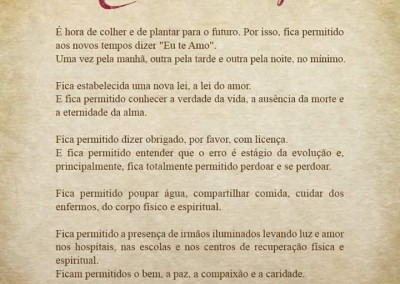 É hora de colher e de plantar para o futuro. Por isso, fica permitido
aos novos tempos dizer "Eu te Amo".
Uma vez pela manhã, outra pela tarde e outra pela noite, no mínimo.
Fica estabelecida uma nova lei, a lei do amor.
E fica permitido conhecer a verdade da vida, a ausência da morte e
a eternidade da alma.
Fica permitido dizer obrigado, por favor, com licença.
E fica permitido entender que o erro é estágio da evolução e,
principalmente, fica totalmente permitido perdoar e se perdoar.
Fica permitido poupar água, compartilhar comida, cuidar dos
enfermos, do corpo físico e espiritual.
Fica permitido a presença de irmãos iluminados levando luz e amor
nos hospitais, nas escolas e nos centros de recuperação física e
espiritual.
Ficam permitidos o bem, a paz, a compaixão e a caridade.